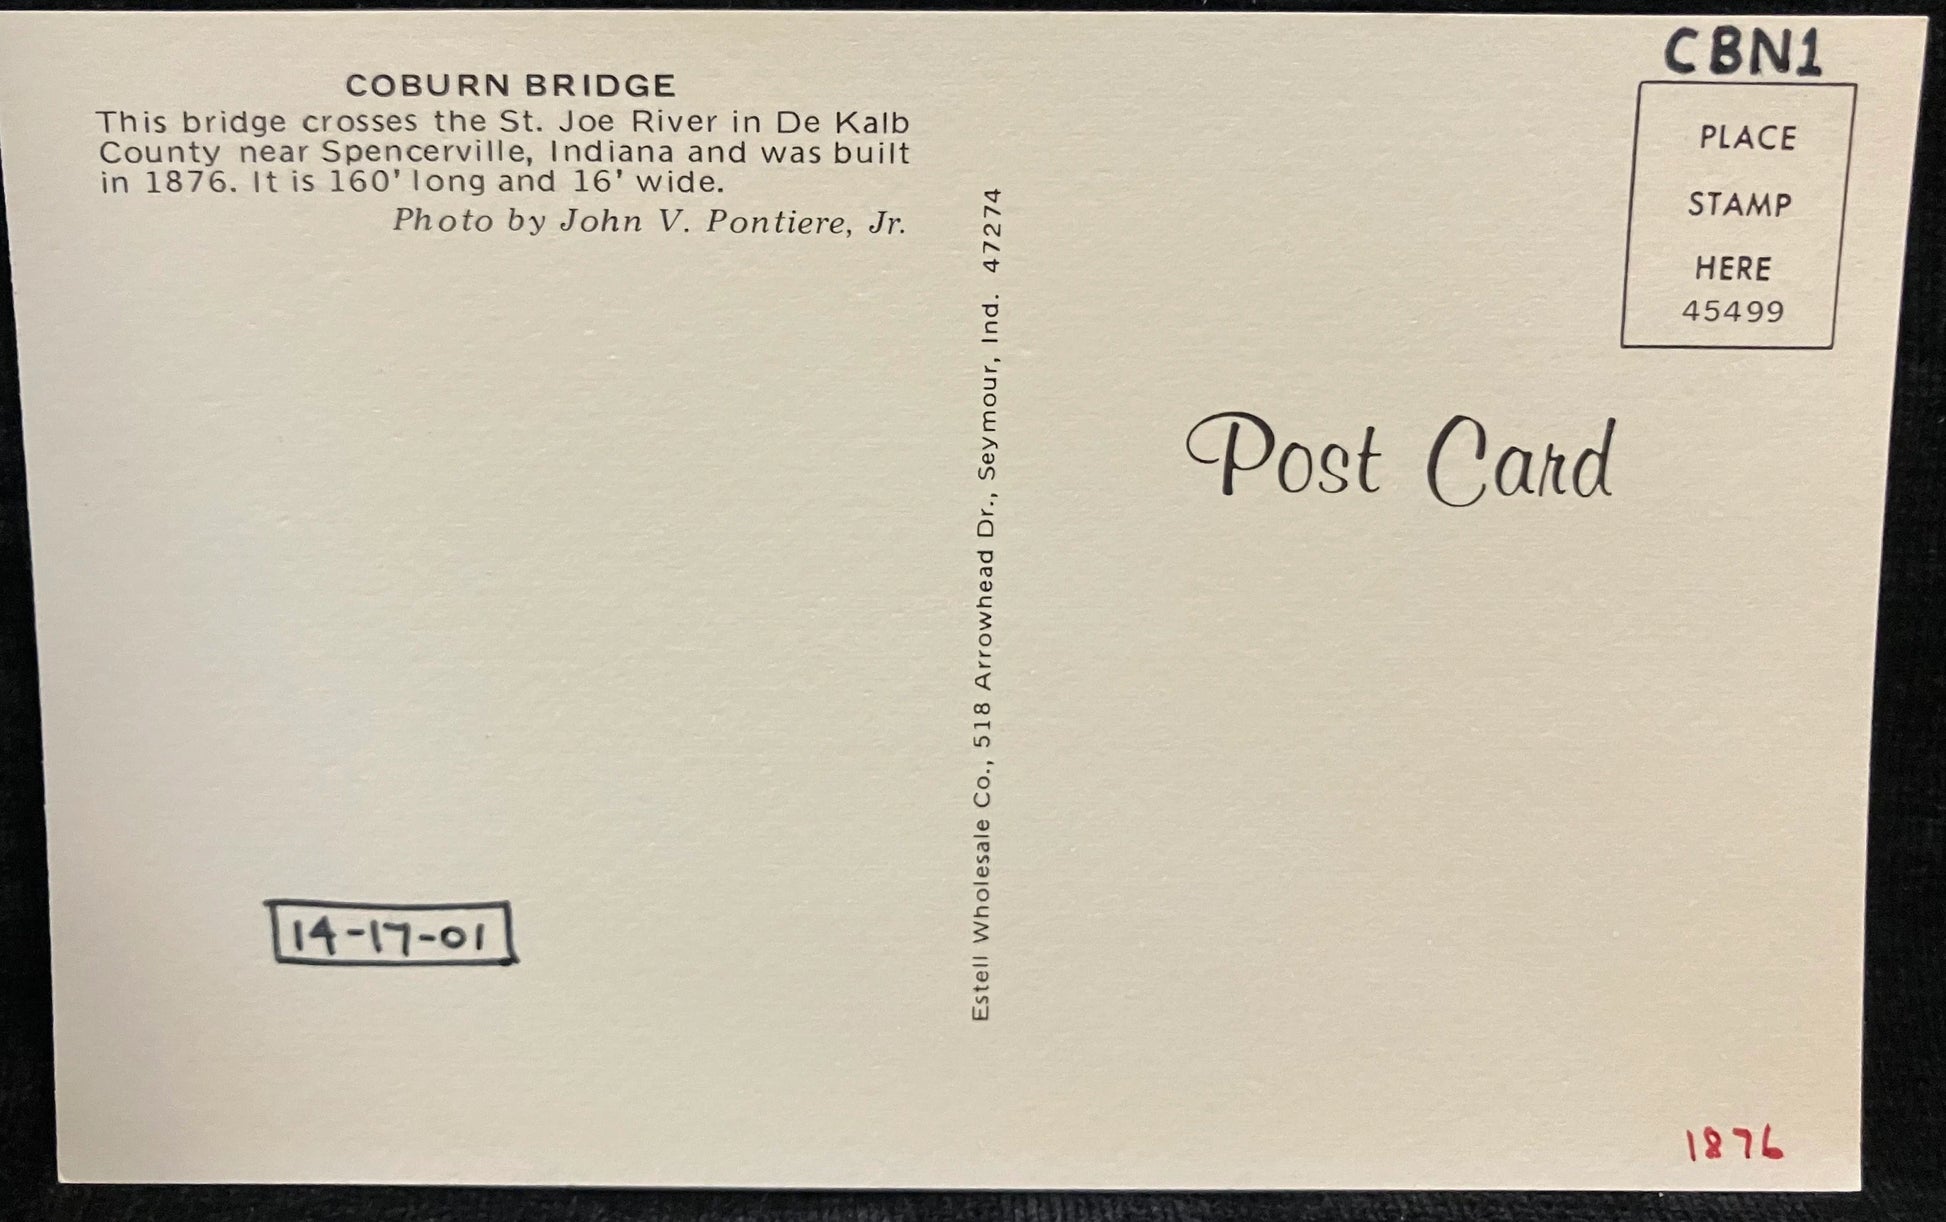 COBURN BRIDGE
This bridge crosses the St. Joe River in De Kalb
County near Spencerville, Indiana and was built
in 1876. It is 160' long and 16' wide.
Photo by John V. Pontiere, Jr.
14-17-01
Estell Wholesale Co., 518 Arrowhead Dr., Seymour, Ind. 47274
CBN1
PLACE
STAMP
HERE
45499
Post Card
1876